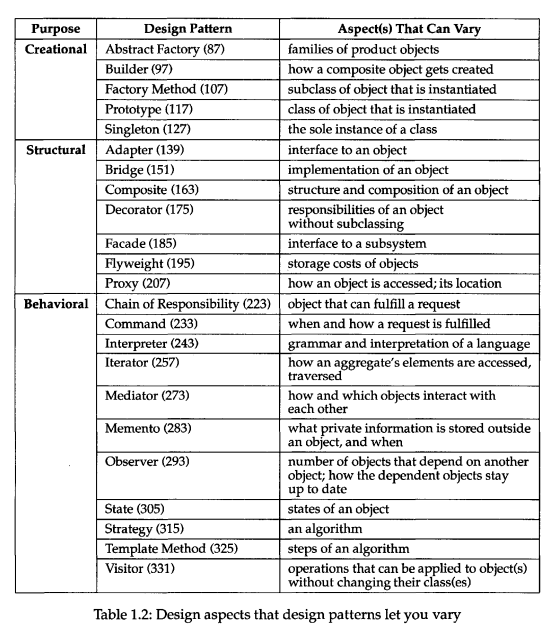 Purpose Design Pattern Aspect(s) That Can Vary
Creational Abstract Factory (87) families of product objects
Builder (97) how a composite object gets created
Factory Method (107) subclass of object that is instantiated
Prototype (117) class of object that is instantiated
Singleton (127) the sole instance of a class
Structural Adapter (139) interface to an object
Bridge (151) implementation of an object
Composite (163) structure and composition of an object
Decorator (175) responsibilities of an object
without subclassing
Facade (185) interface to a subsystem
Flyweight (195) storage costs of objects
Proxy (207) how an object is accessed; its location
Behavioral Chain of Responsibility (223) object that can fulfill a request
Command (233) when and how a request is fulfilled
Interpreter (243) grammar and interpretation of a language
Iterator (257) how an aggregate's elements are accessed,
traversed
Mediator (273) how and which objects interact with
each other
Memento (283) what private information is stored outside
an object, and when
Observer (293) number of objects that depend on another
object; how the dependent objects stay
up to date
State (305) states of an object
Strategy (315) an algorithm
Template Method (325) steps of an algorithm
Visitor (331) operations that can be applied to object(s)
without changing their class(es)
Table 1.2: Design aspects that design patterns let you vary